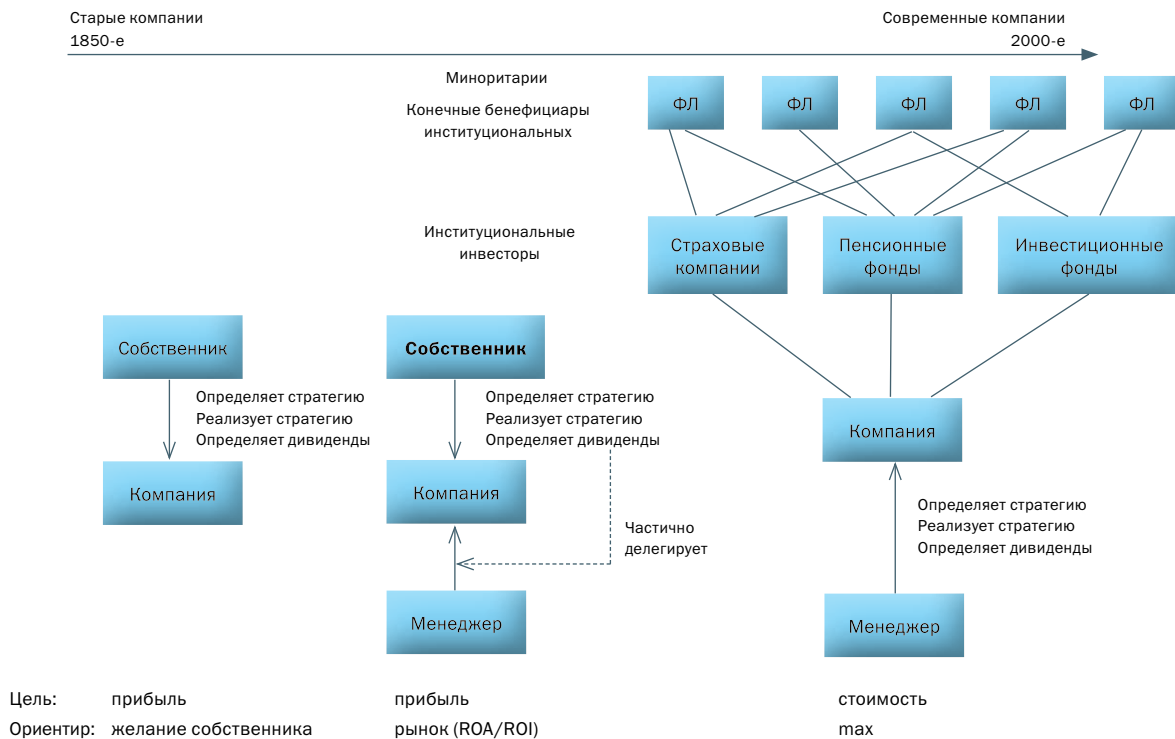 Старые компании
1850-е
Современные компании
2000-е
Миноритарии
Конечные бенефициары
институциональных
ФЛ
ФЛ
ФЛ
ФЛ
ФЛ
Институциональные
инвесторы
Страховые
компании
Пенсионные
фонды
Инвестиционные
фонды
Собственник
Определяет стратегию
Реализует стратегию
Определяет дивиденды
Компания
Собственник
Определяет стратегию
Реализует стратегию
Определяет дивиденды
Компания
Частично
делегирует
Менеджер
Компания
Определяет стратегию
Реализует стратегию
Определяет дивиденды
Менеджер
Цель: прибыль прибыль стоимость
Ориентир: желание собственника рынок (ROA/ROI) max